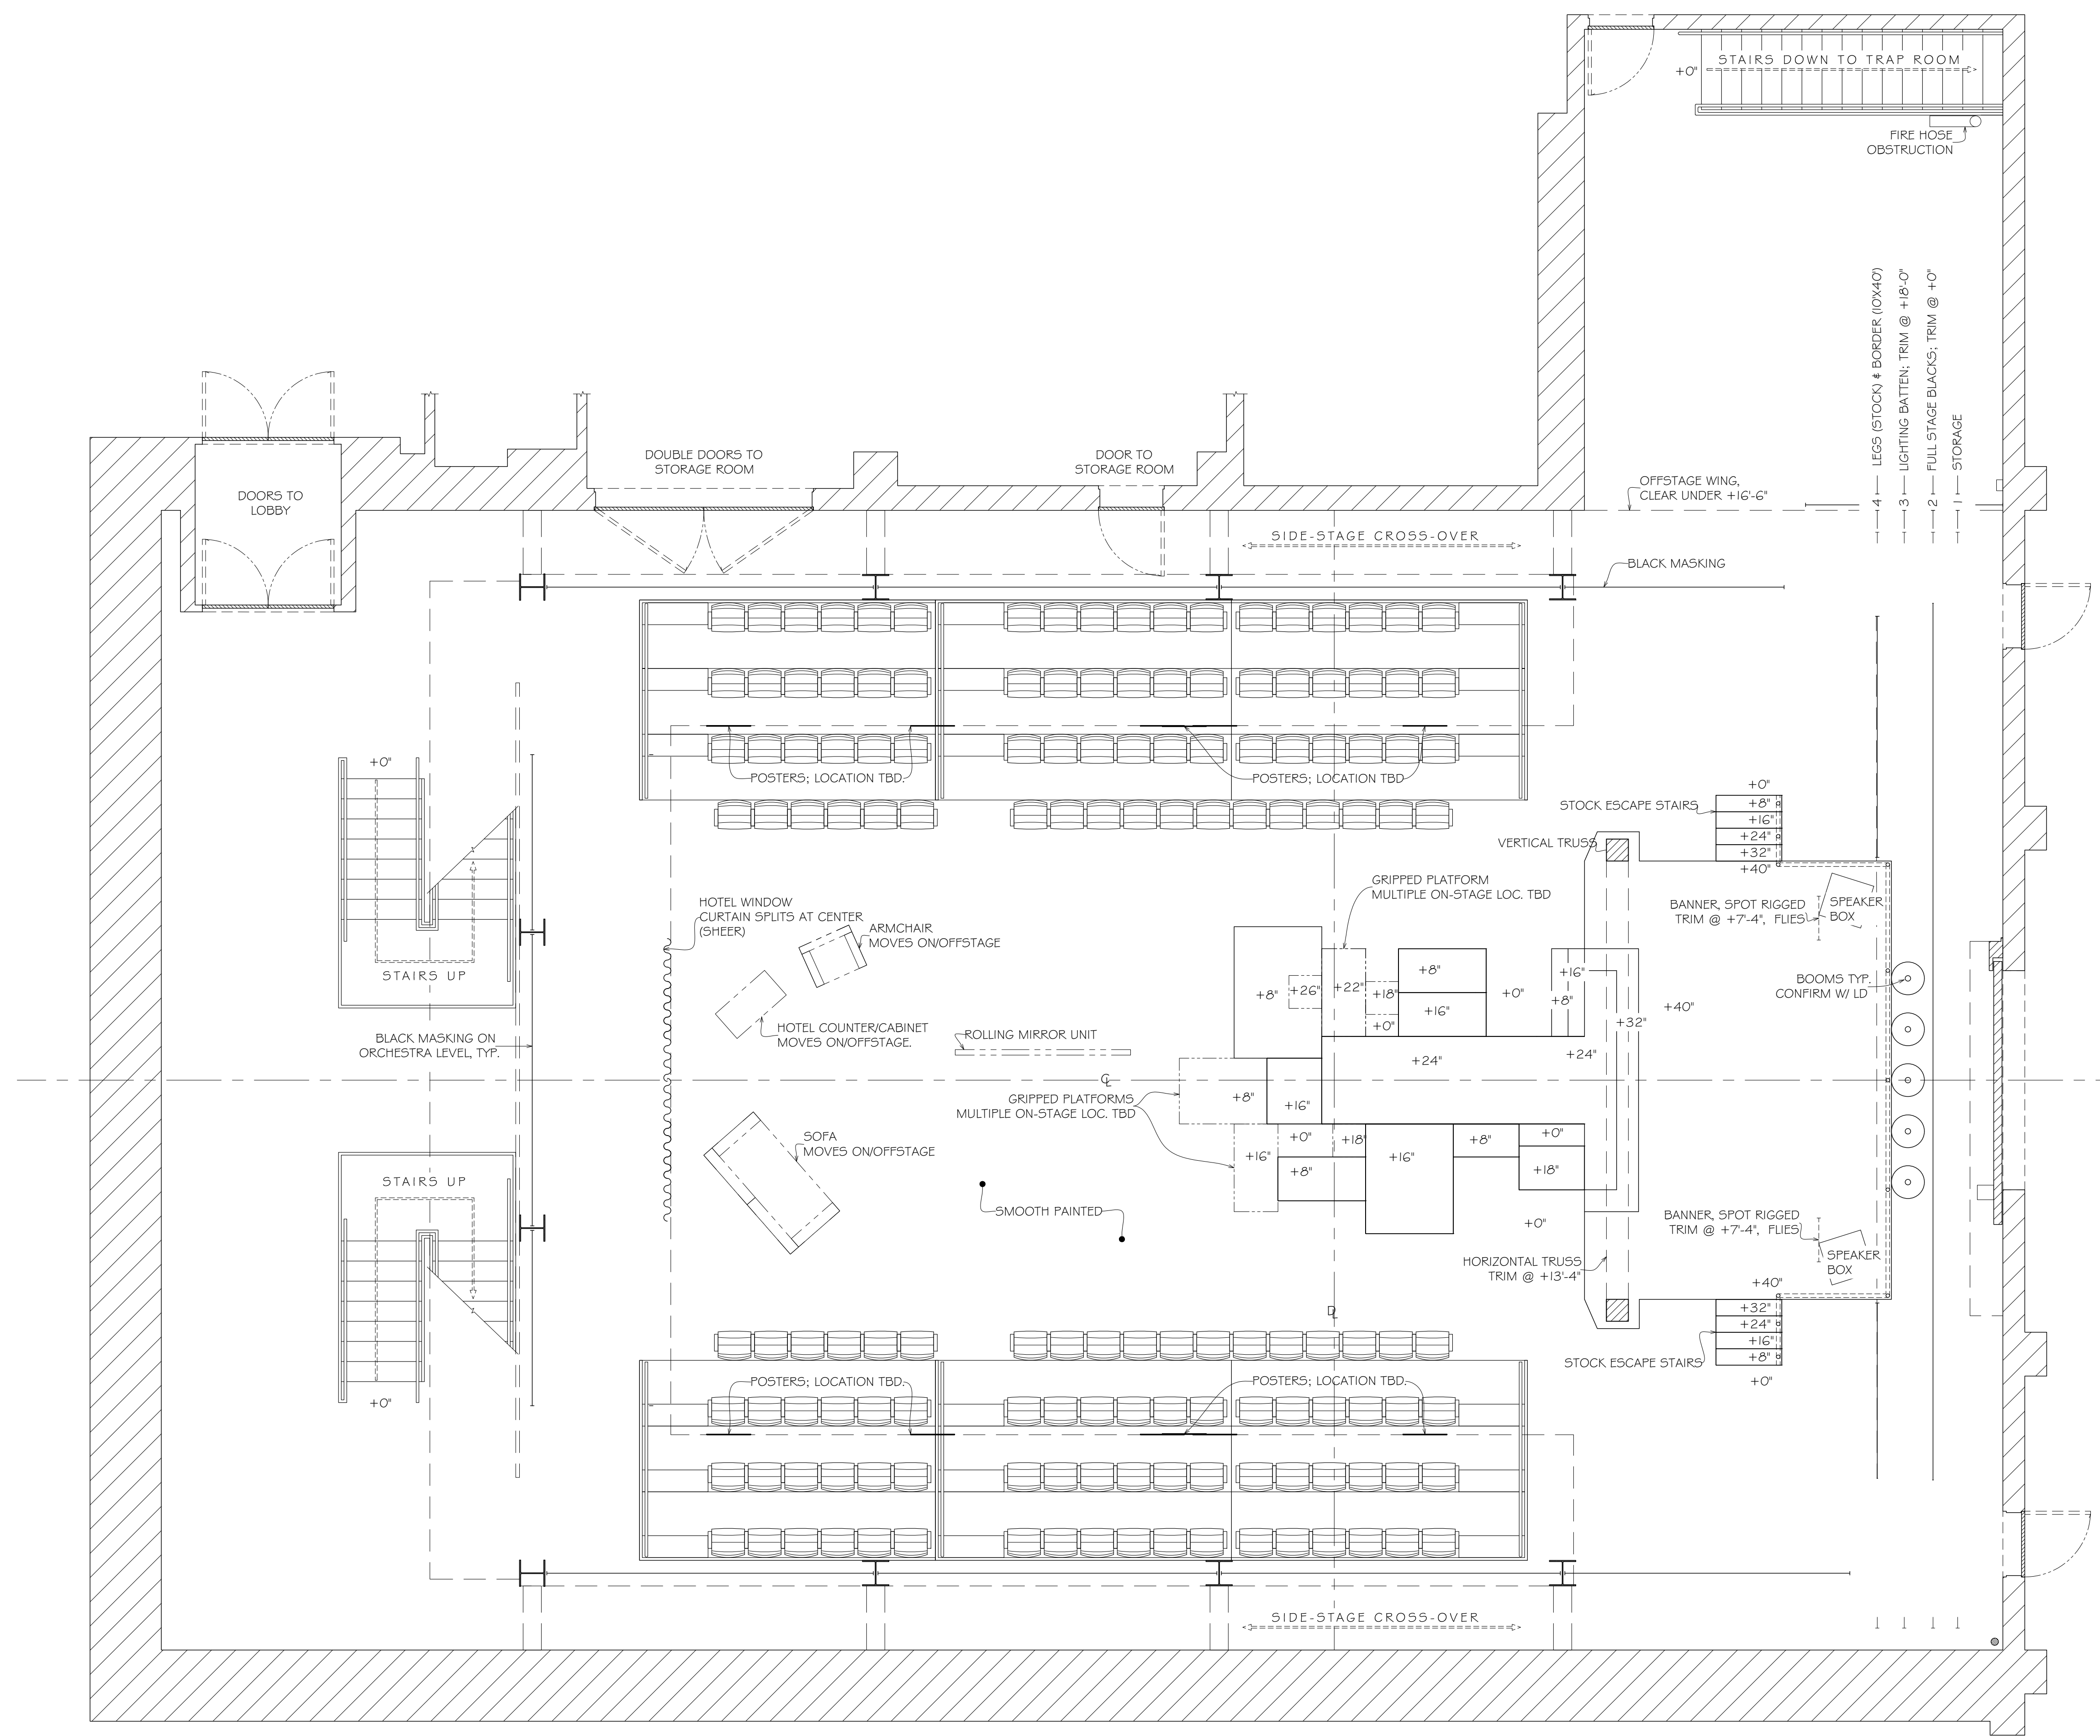 STAIRS DOWN TO TRAP ROOM
+0"
FIRE HOSE
OBSTRUCTION
4 LEGS (STOCK) & BORDER (10'X40')
3 LIGHTING BATTEN; TRIM @ +18'-0"
2 FULL STAGE BLACKS; TRIM @ +0"
1 STORAGE
OFFSTAGE WING,
CLEAR UNDER +16'-6"
DOORS TO
LOBBY
DOUBLE DOORS TO
STORAGE ROOM
DOOR TO
STORAGE ROOM
SIDE-STAGE CROSS-OVER
BLACK MASKING
+0"
POSTERS; LOCATION TBD.
POSTERS; LOCATION TBD
STAIRS UP
BLACK MASKING ON
ORCHESTRA LEVEL, TYP.
STAIRS UP
+0"
HOTEL WINDOW
CURTAIN SPLITS AT CENTER
(SHEER)
ARMCHAIR
MOVES ON/OFFSTAGE
HOTEL COUNTER/CABINET
MOVES ON/OFFSTAGE.
ROLLING MIRROR UNIT
CL
GRIPPED PLATFORMS
MULTIPLE ON-STAGE LOC. TBD
SOFA
MOVES ON/OFFSTAGE
SMOOTH PAINTED
STOCK ESCAPE STAIRS
+0"
+8"
+16"
+24"
+32"
+40"
VERTICAL TRUSS
GRIPPED PLATFORM
MULTIPLE ON-STAGE LOC. TBD
BANNER, SPOT RIGGED
TRIM @ +7'-4", FLIES
SPEAKER
BOX
BOOMS TYP.
CONFIRM W/ LD
+8"
+26"
+22"
+18"
+0"
+8"
+16"
+0"
+16"
+8"
+32"
+40"
+24"
+24"
+8"
+16"
+16"
+0"
+18"
+8"
+16"
+8"
+0"
+18"
+0"
HORIZONTAL TRUSS
TRIM @ +13'-4"
PL
BANNER, SPOT RIGGED
TRIM @ +7'-4", FLIES
SPEAKER
BOX
+40"
+32"
+24"
+16"
+8"
+0"
STOCK ESCAPE STAIRS
POSTERS; LOCATION TBD.
POSTERS; LOCATION TBD.
SIDE-STAGE CROSS-OVER